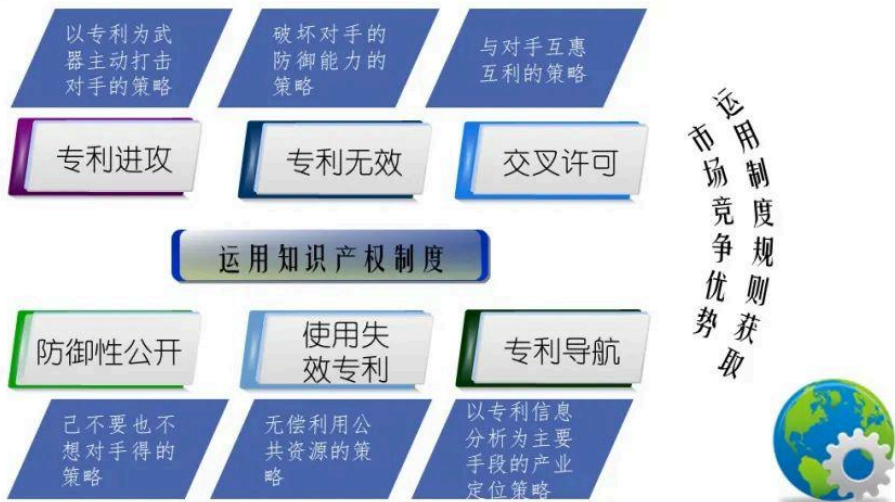 以专利为武
器主动打击
对手的策略
破坏对手的
防御能力的
策略
与对手互惠
互利的策略
专利进攻
专利无效
交叉许可
运用知识产权制度
防御性公开
使用失
效专利
专利导航
己不要也不
想对手得的
策略
无偿利用公
共资源的策
略
以专利信息
分析为主要
手段的产业
定位策略
运用制度规则获取
市场竞争优势